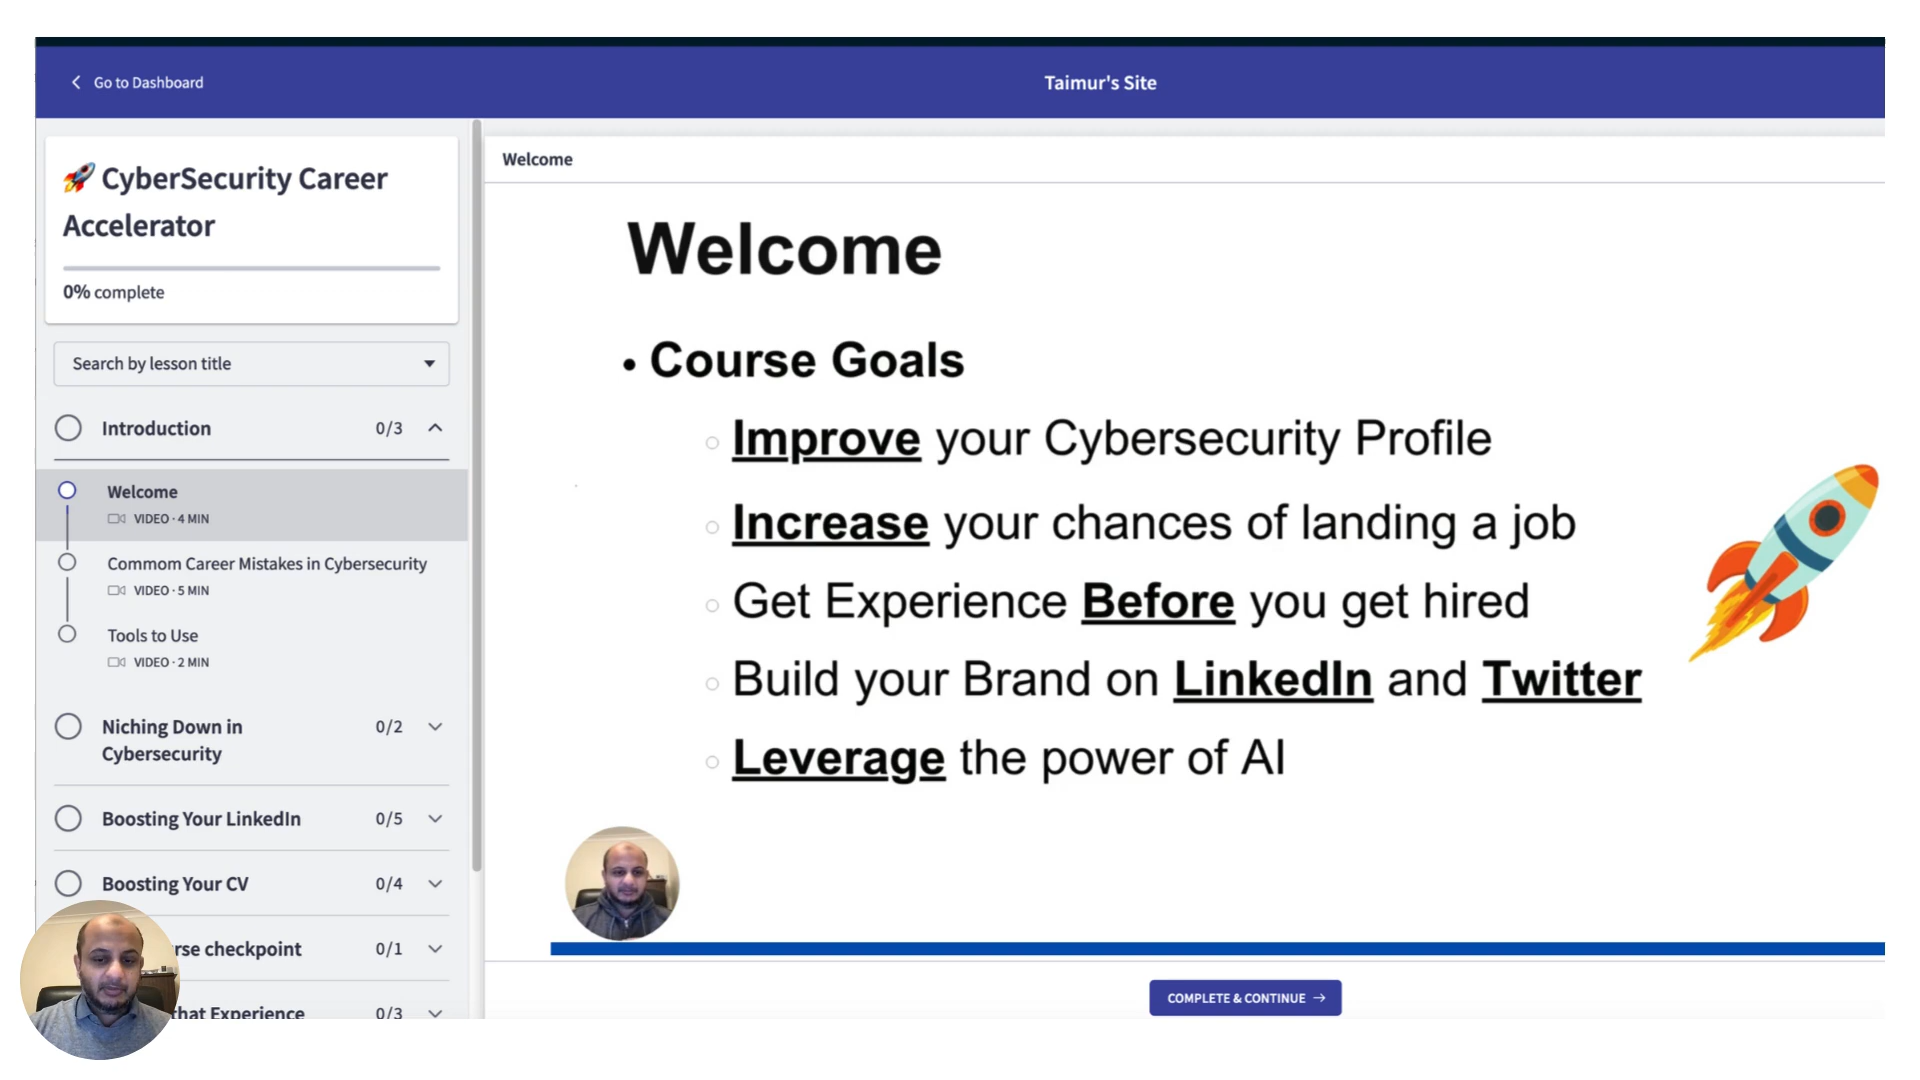 Go to Dashboard
Taimur's Site
CyberSecurity Career
Accelerator
0% complete
Search by lesson title
Introduction 0/3
Welcome
VIDEO · 4 MIN
Commom Career Mistakes in Cybersecurity
VIDEO · 5 MIN
Tools to Use
VIDEO · 2 MIN
Niching Down in 0/2
Cybersecurity
Boosting Your LinkedIn 0/5
Boosting Your CV 0/4
rse checkpoint 0/1
that Experience 0/3
Welcome
Welcome
• Course Goals
Improve your Cybersecurity Profile
Increase your chances of landing a job
Get Experience Before you get hired
Build your Brand on LinkedIn and Twitter
Leverage the power of AI
COMPLETE & CONTINUE →